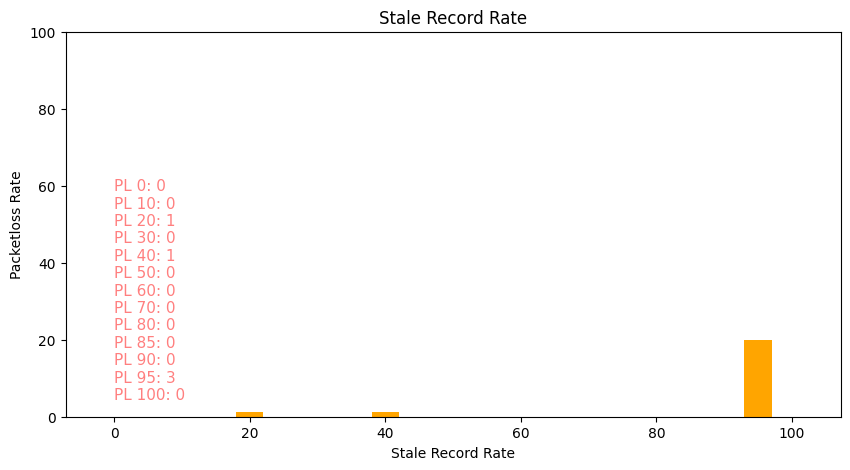 Stale Record Rate
100
80
60
40
20
0
Packetloss Rate
PL 0: 0
PL 10: 0
PL 20: 1
PL 30: 0
PL 40: 1
PL 50: 0
PL 60: 0
PL 70: 0
PL 80: 0
PL 85: 0
PL 90: 0
PL 95: 3
PL 100: 0
0 20 40 60 80 100
Stale Record Rate